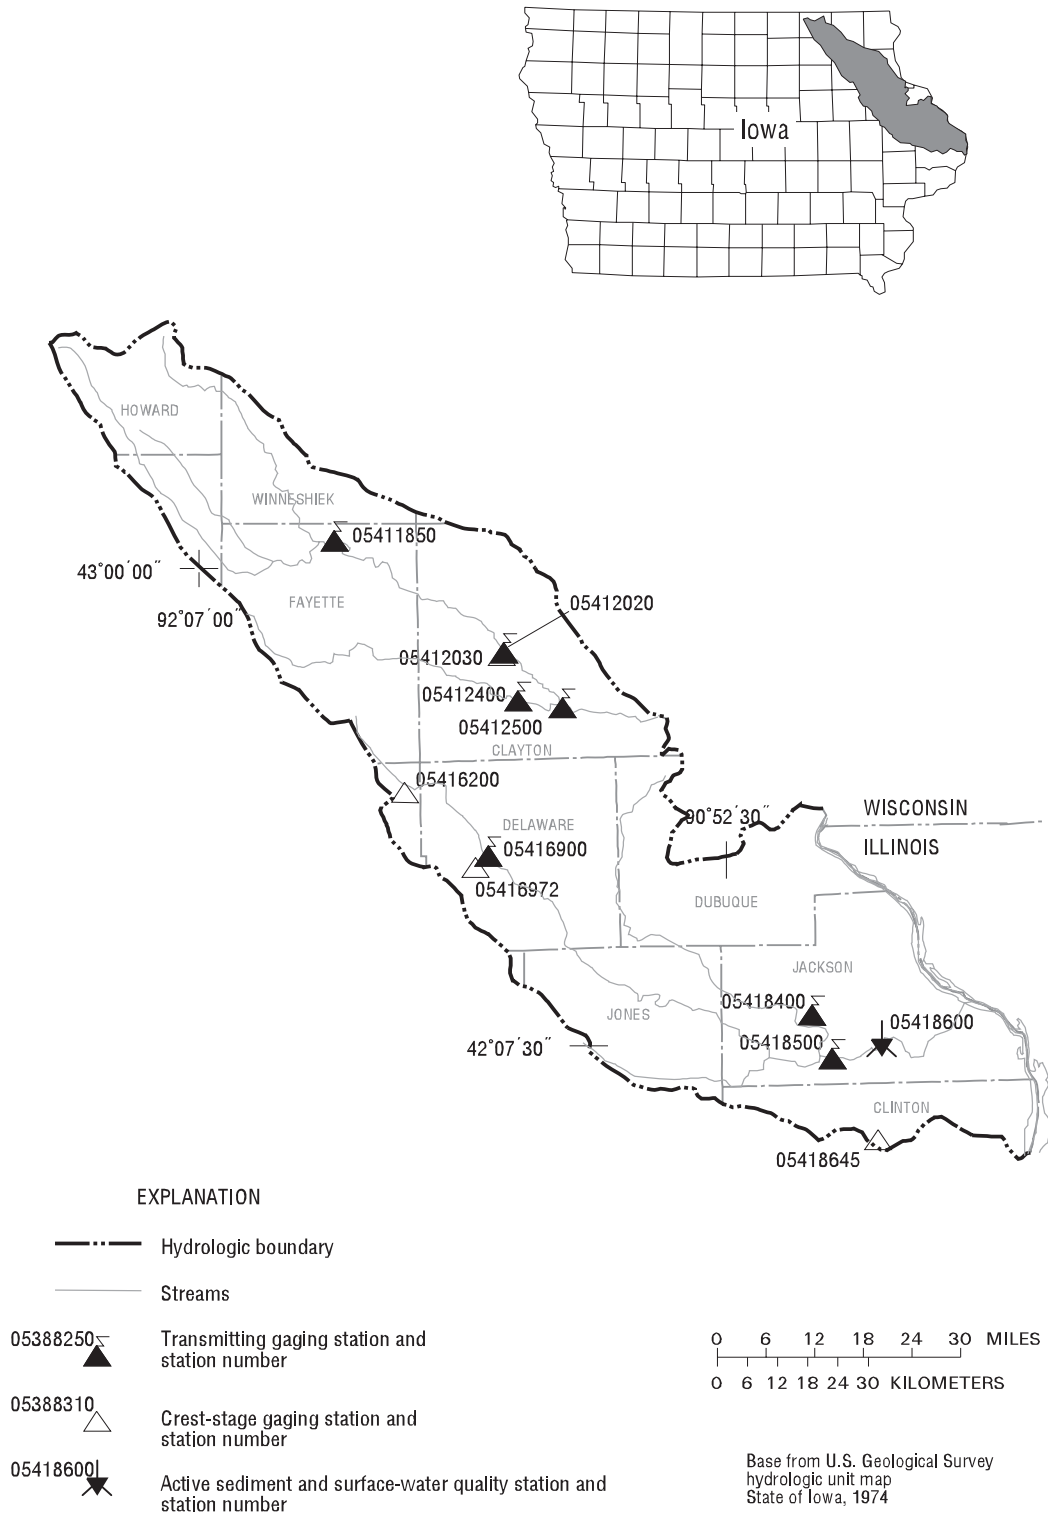 Iowa
HOWARD
WINNESHIEK
05411850
43°00′00″
92°07′00″
FAYETTE
05412020
05412030
05412400
05412500
CLAYTON
05416200
90°52′30″
WISCONSIN
DELAWARE
ILLINOIS
05416900
05416972
DUBUQUE
JACKSON
05418400
JONES
05418600
42°07′30″
05418500
CLINTON
05418645
EXPLANATION
Hydrologic boundary
Streams
05388250
Transmitting gaging station and
station number
05388310
Crest-stage gaging station and
station number
05418600
Active sediment and surface-water quality station and
station number
0 6 12 18 24 30 MILES
0 6 12 18 24 30 KILOMETERS
Base from U.S. Geological Survey
hydrologic unit map
State of Iowa, 1974